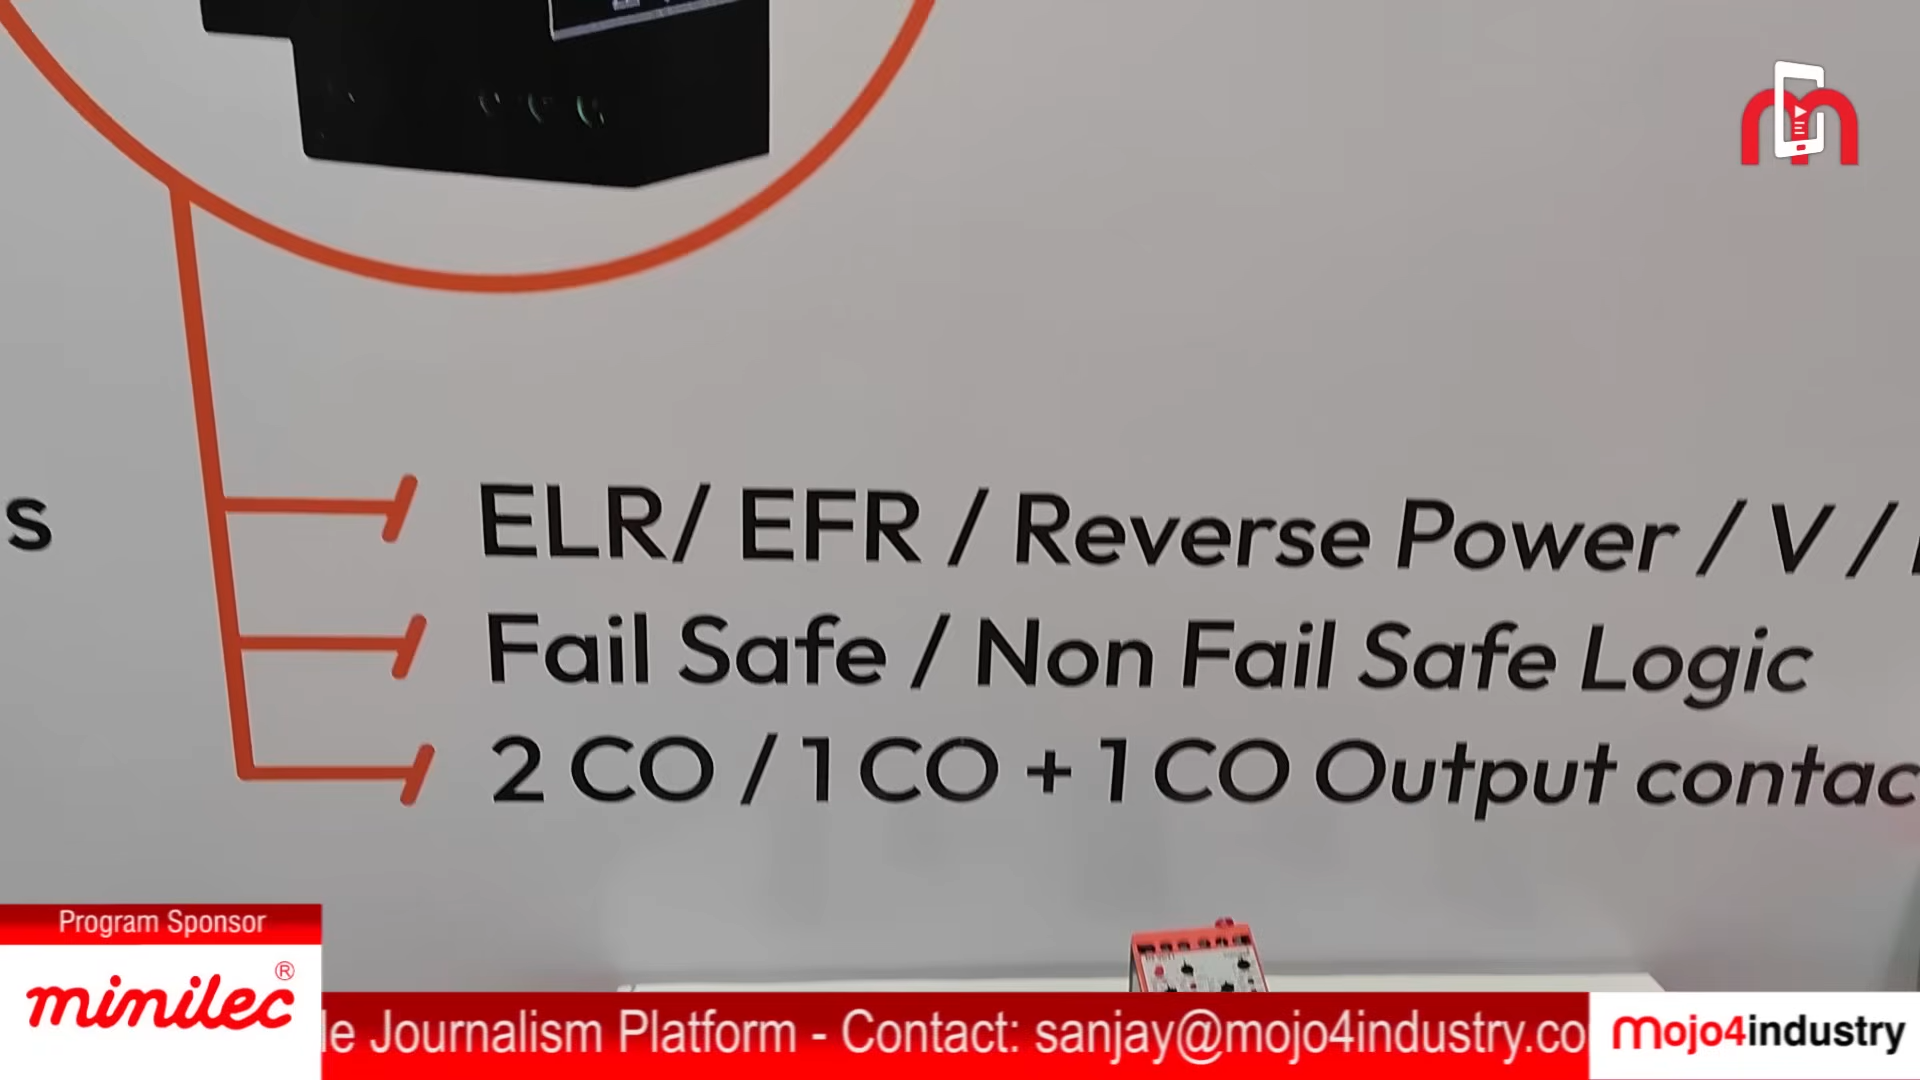 s
ELR/ EFR / Reverse Power / V /
Fail Safe / Non Fail Safe Logic
2 CO / 1 CO + 1 CO Output contac
Program Sponsor
minilec®
le Journalism Platform - Contact: sanjay@mojo4industry.co
mojo4industry